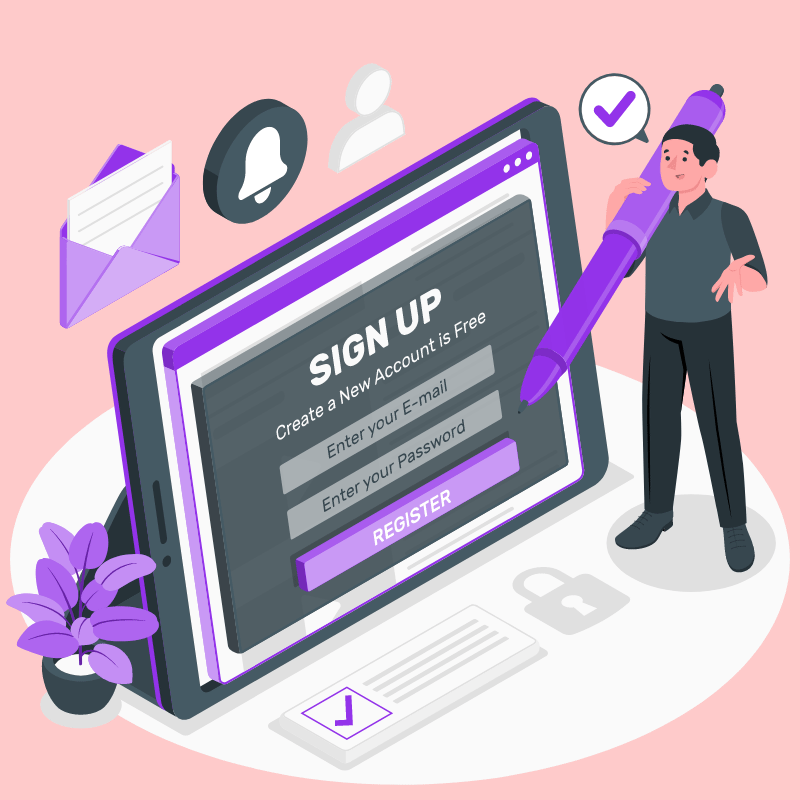 SIGN UP
Create a New Account is Free
Enter your E-mail
Enter your Password
REGISTER